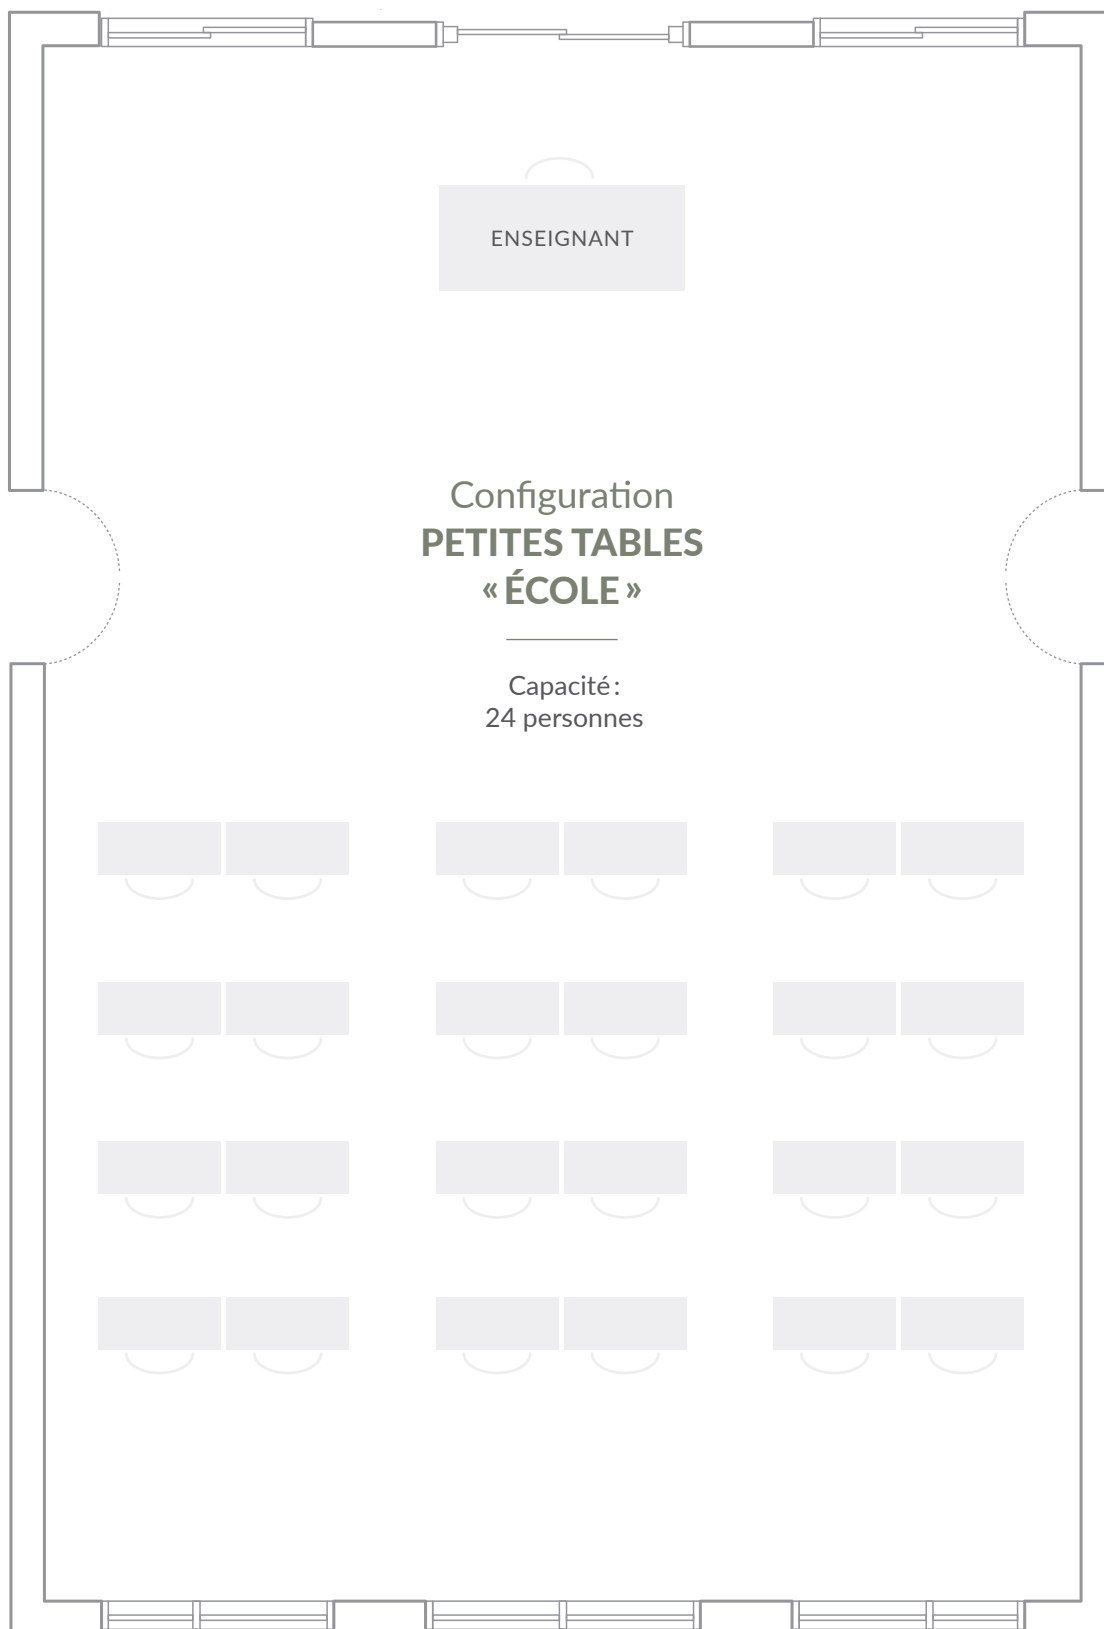 ENSEIGNANT
Configuration
PETITES TABLES
« ÉCOLE »
Capacité :
24 personnes